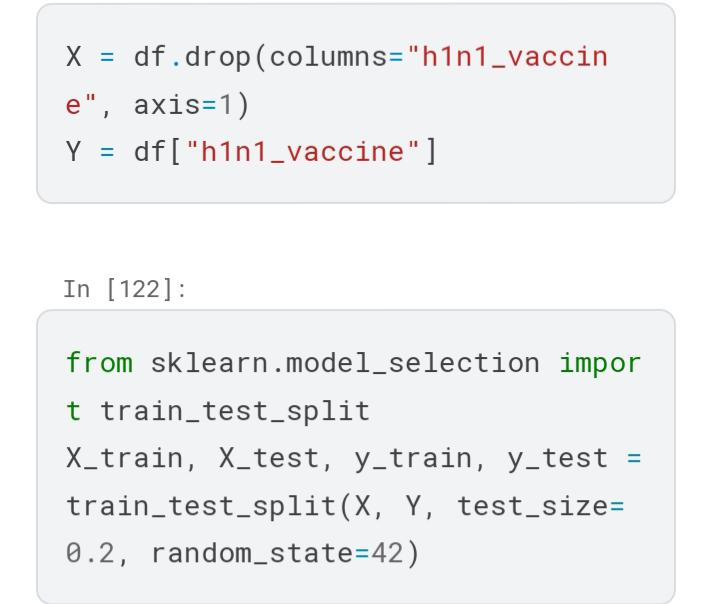 X = df.drop(columns="h1n1_vaccin
e", axis=1)
Y = df["h1n1_vaccine"]
In [122]:
from sklearn.model_selection impor
t train_test_split
X_train, X_test, y_train, y_test =
train_test_split(X, Y, test_size=
0.2, random_state=42)